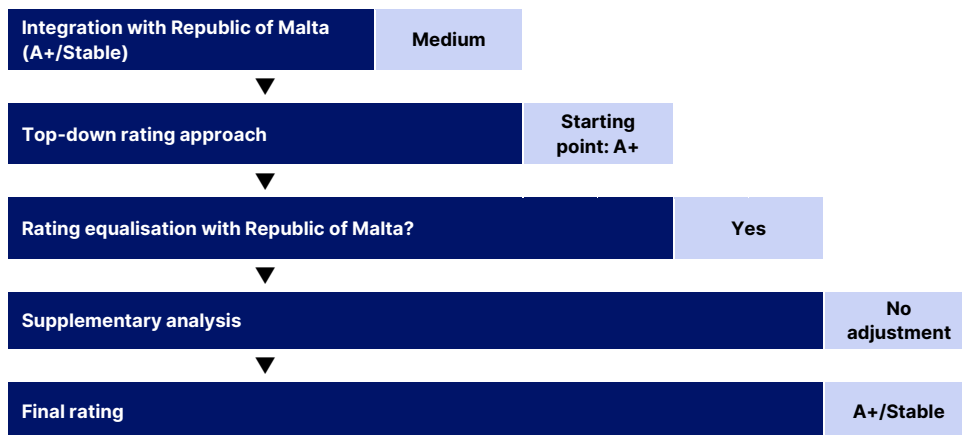 Integration with Republic of Malta
(A+/Stable)
Medium
Top-down rating approach
Starting
point: A+
Rating equalisation with Republic of Malta?
Yes
Supplementary analysis
No
adjustment
Final rating
A+/Stable